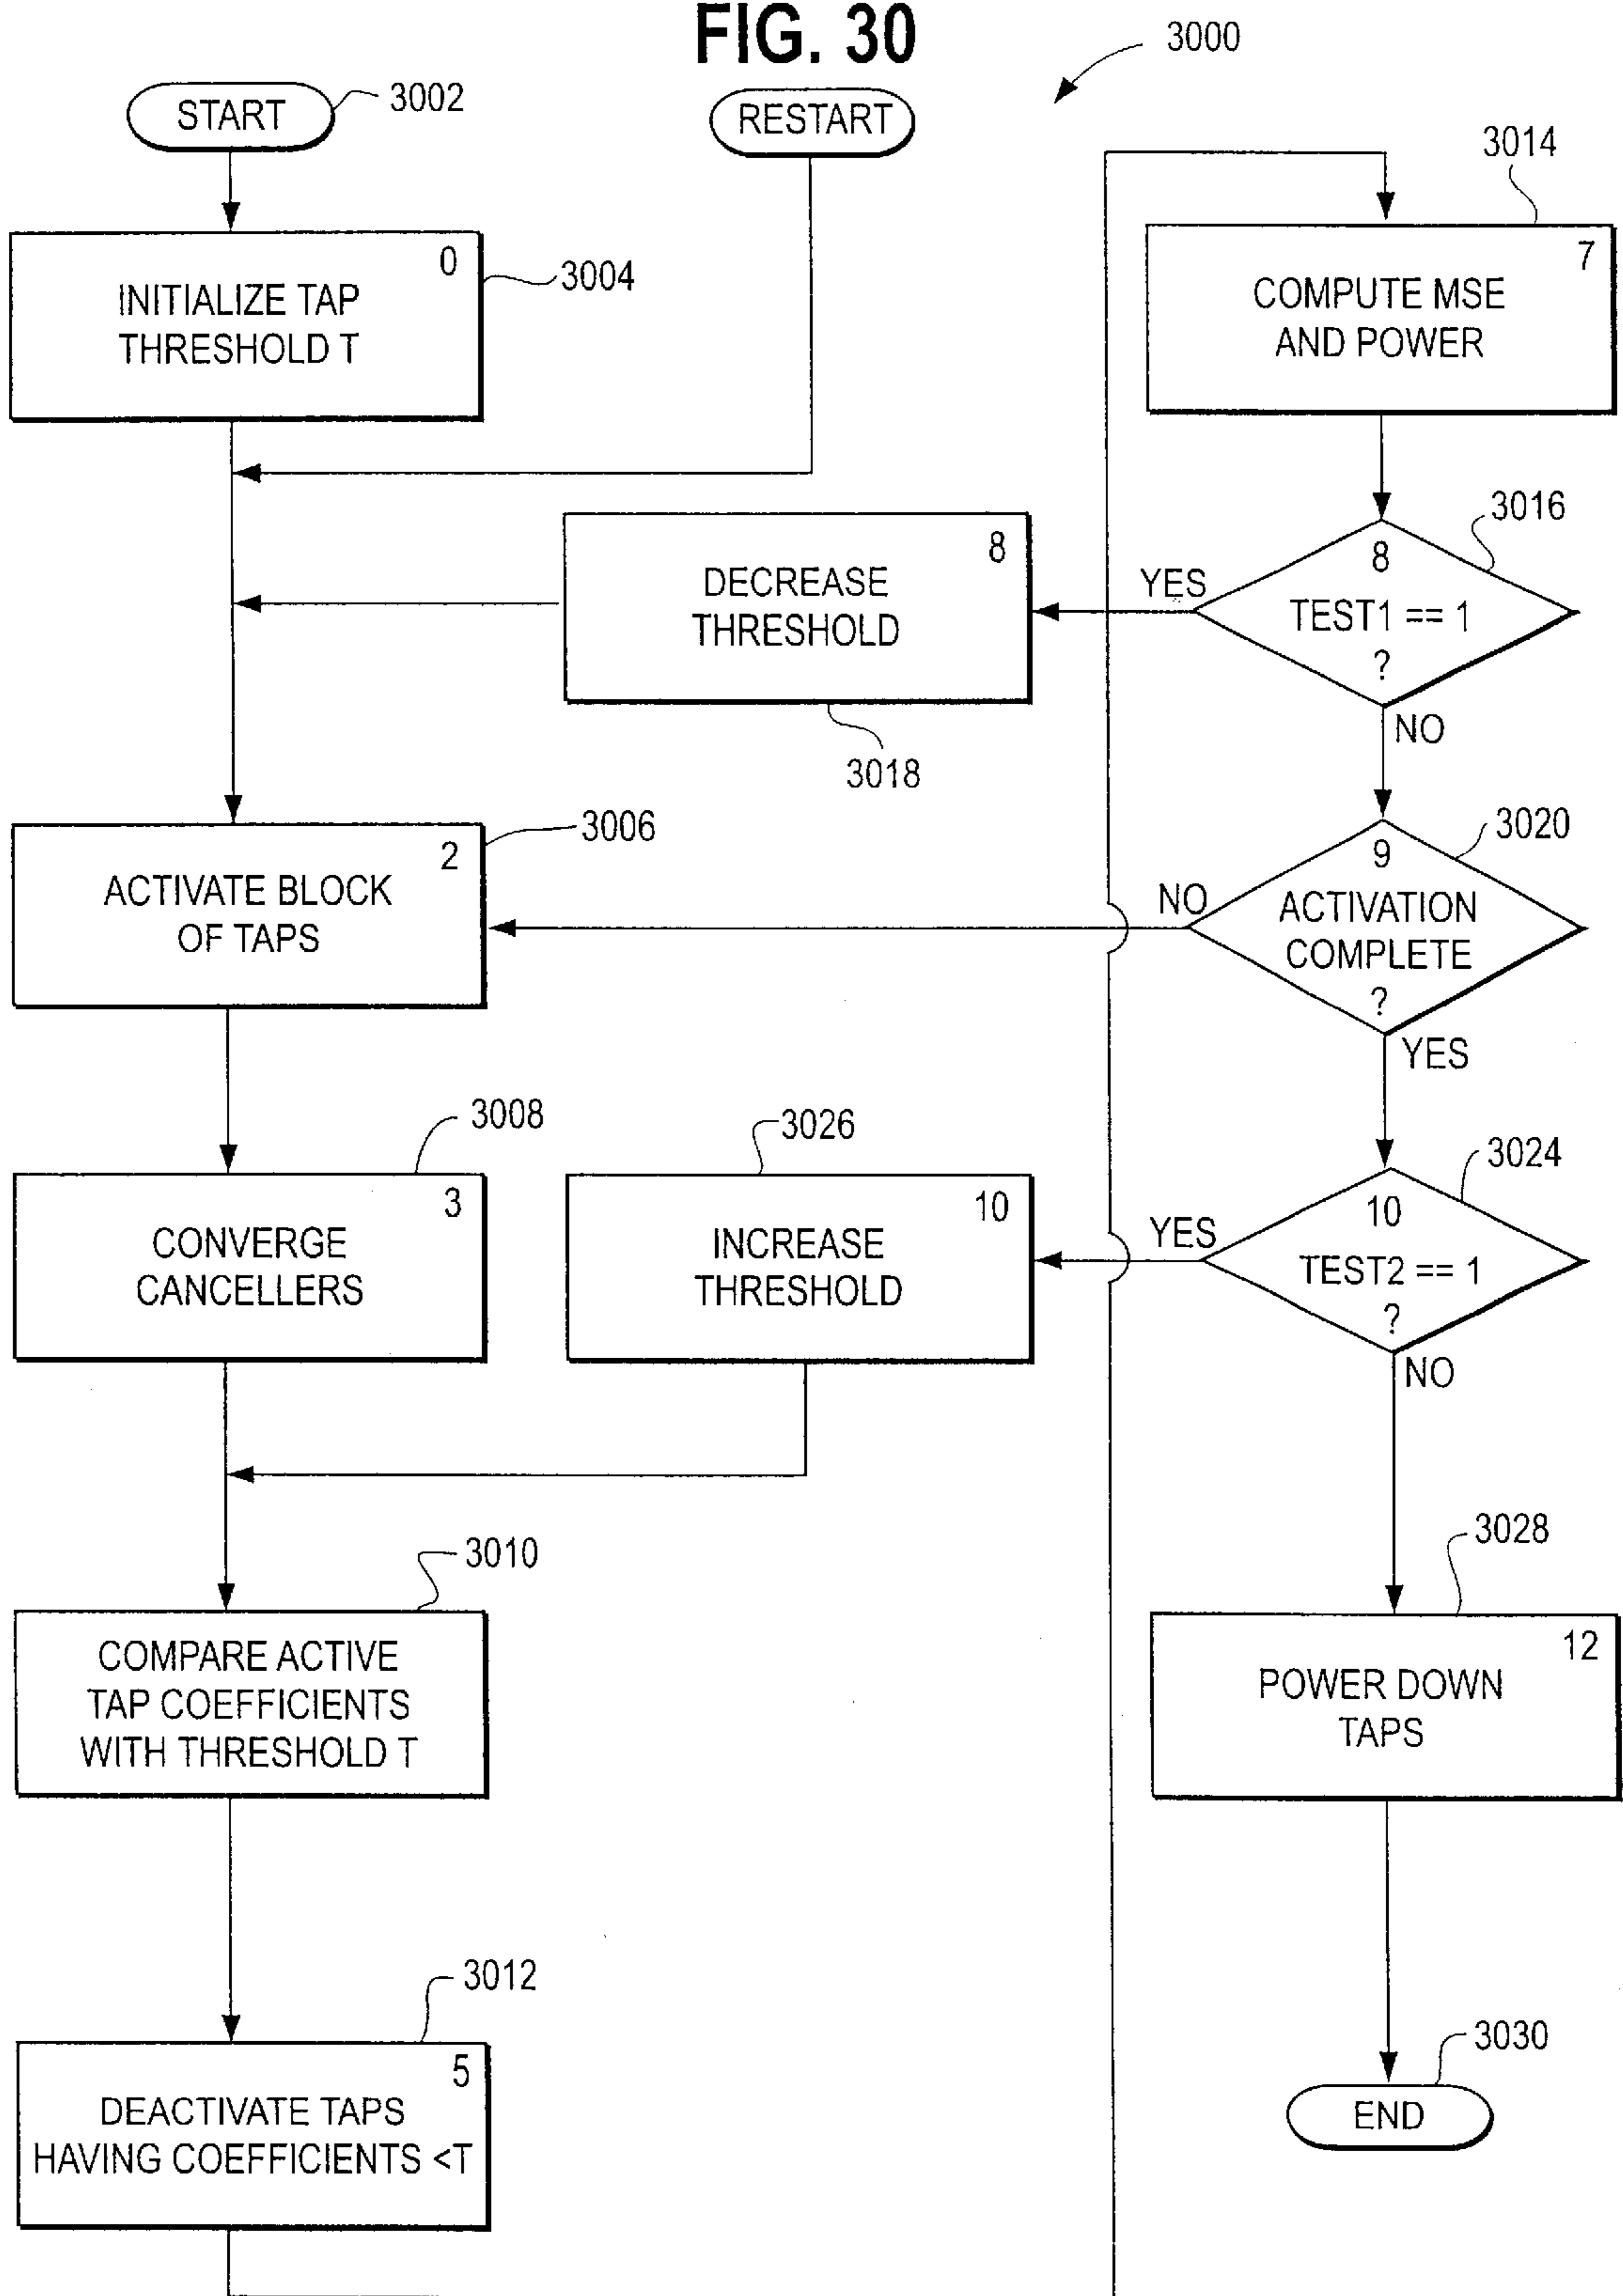 FIG. 30
3000
START
3002
RESTART
0
INITIALIZE TAP
THRESHOLD T
3004
3014
7
COMPUTE MSE
AND POWER
8
DECREASE
THRESHOLD
3018
YES
3016
8
TEST1 == 1
?
NO
2
ACTIVATE BLOCK
OF TAPS
3006
NO
3020
9
ACTIVATION
COMPLETE
?
YES
3008
3
CONVERGE
CANCELLERS
3026
10
INCREASE
THRESHOLD
YES
3024
10
TEST2 == 1
?
NO
3010
COMPARE ACTIVE
TAP COEFFICIENTS
WITH THRESHOLD T
3028
12
POWER DOWN
TAPS
3012
5
DEACTIVATE TAPS
HAVING COEFFICIENTS <T
3030
END